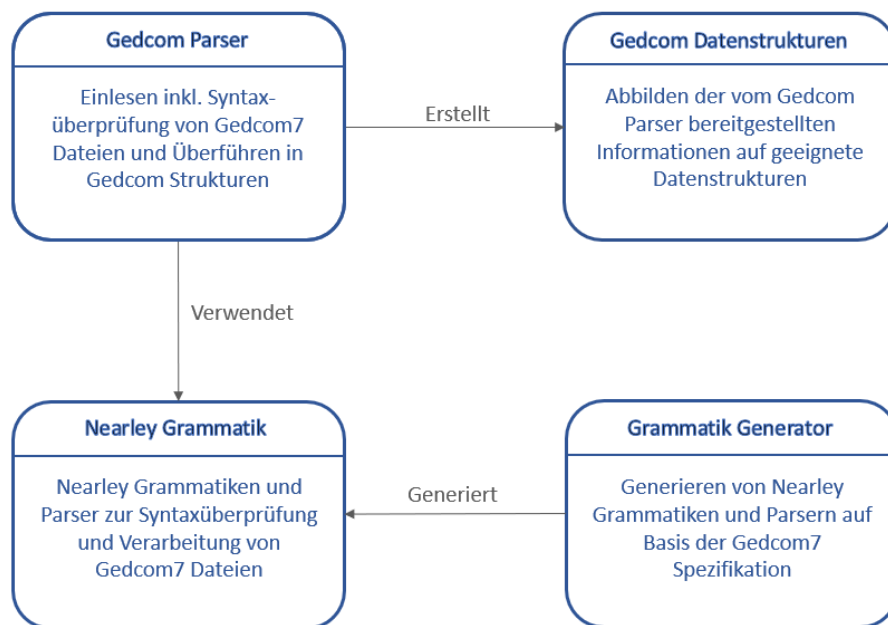 Gedcom Parser
Einlesen inkl. Syntax-
überprüfung von Gedcom7
Dateien und Überführen in
Gedcom Strukturen
Erstellt
Gedcom Datenstrukturen
Abbilden der vom Gedcom
Parser bereitgestellten
Informationen auf geeignete
Datenstrukturen
Verwendet
Nearley Grammatik
Nearley Grammatiken und
Parser zur Syntaxüberprüfung
und Verarbeitung von
Gedcom7 Dateien
Generiert
Grammatik Generator
Generieren von Nearley
Grammatiken und Parsern auf
Basis der Gedcom7
Spezifikation